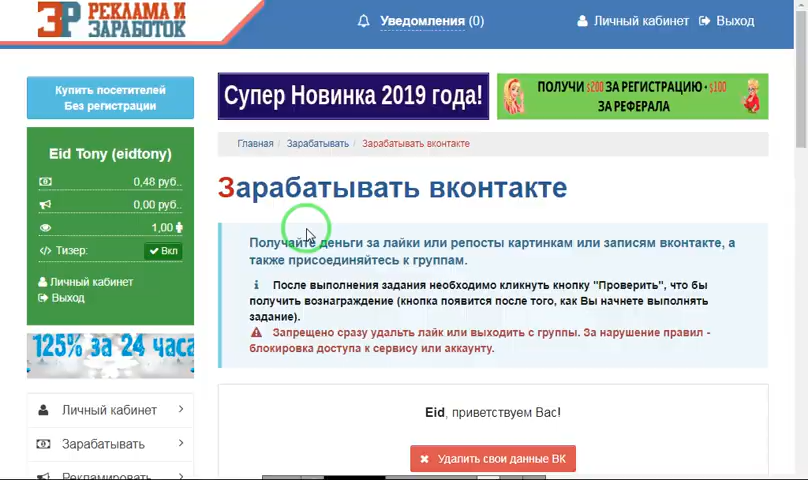 ЗР РЕКЛАМА И
ЗАРАБОТОК
Уведомления (0)
Личный кабинет
Выход
Купить посетителей
Без регистрации
Супер Новинка 2019 года!
ПОЛУЧИ $200 ЗА РЕГИСТРАЦИЮ · $100
ЗА РЕФЕРАЛА
Eid Tony (eidtony)
0,48 руб..
0,00 руб..
1,00
Тизер:
Вкл
Личный кабинет
Выход
125% за 24 часа
Личный кабинет
Зарабатывать
Рекламировать
Главная / Зарабатывать / Зарабатывать вконтакте
Зарабатывать вконтакте
Получайте деньги за лайки или репосты картинкам или записям вконтакте, а
также присоединяйтесь к группам.
После выполнения задания необходимо кликнуть кнопку "Проверить", что бы
получить вознаграждение (кнопка появится после того, как Вы начнете выполнять
задание).
Запрещено сразу удальть лайк или выходить с группы. За нарушение правил -
блокировка доступа к сервису или аккаунту.
Eid, приветствуем Вас!
Удалить свои данные ВК